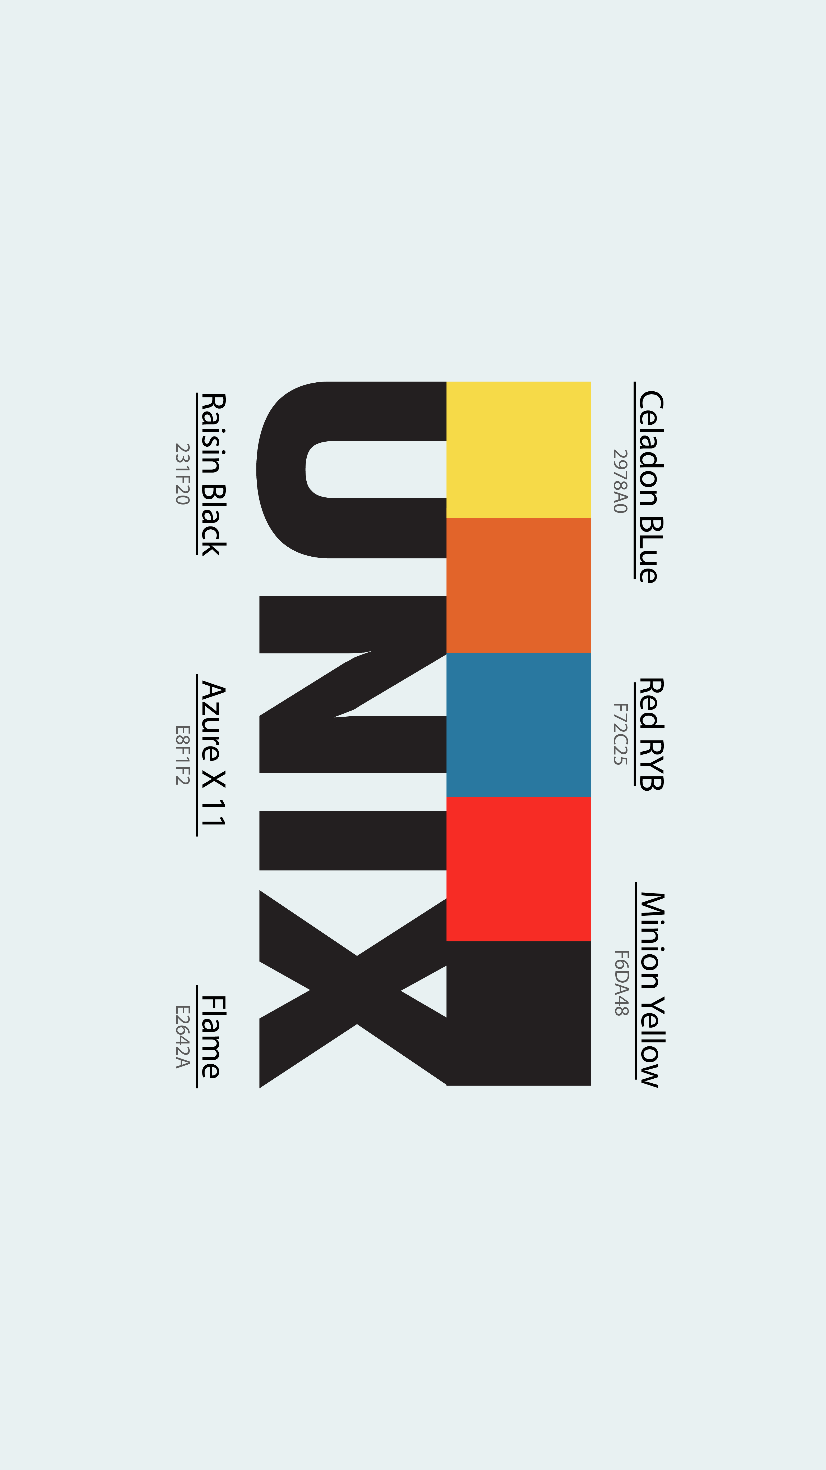 Celadon BLue
2978A0
Red RYB
F72C25
Minion Yellow
F6DA48
UNIX
Raisin Black
231F20
Azure X 11
E8F1F2
Flame
E2642A